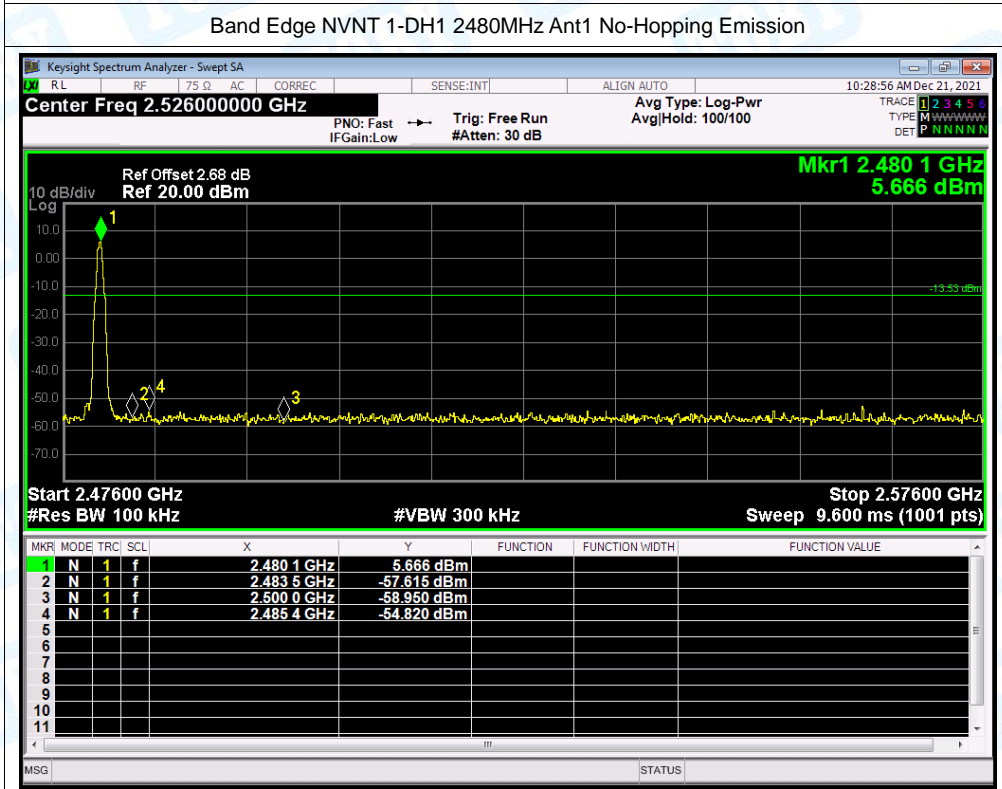 Band Edge NVNT 1-DH1 2480MHz Ant1 No-Hopping Emission
Keysight Spectrum Analyzer - Swept SA
LXI RL RF 75 Ω AC CORREC SENSE:INT ALIGN AUTO 10:28:56 AM Dec 21, 2021
Center Freq 2.526000000 GHz Avg Type: Log-Pwr TRACE 1 2 3 4 5 6
PNO: Fast Trig: Free Run Avg|Hold: 100/100 TYPE M WWWWW
IFGain:Low #Atten: 30 dB DET P N N N N N
Mkr1 2.480 1 GHz
5.666 dBm
Ref Offset 2.68 dB
10 dB/div Ref 20.00 dBm
Log
1
10.0
0.00
-10.0
-13.53 dBm
-20.0
-30.0
-40.0
2 4 3
-50.0
-60.0
-70.0
Start 2.47600 GHz Stop 2.57600 GHz
#Res BW 100 kHz #VBW 300 kHz Sweep 9.600 ms (1001 pts)
MKR MODE TRC SCL X Y FUNCTION FUNCTION WIDTH FUNCTION VALUE
1 N 1 f 2.480 1 GHz 5.666 dBm
2 N 1 f 2.483 5 GHz -57.615 dBm
3 N 1 f 2.500 0 GHz -58.950 dBm
4 N 1 f 2.485 4 GHz -54.820 dBm
5
6
7
8
9
10
11
MSG STATUS